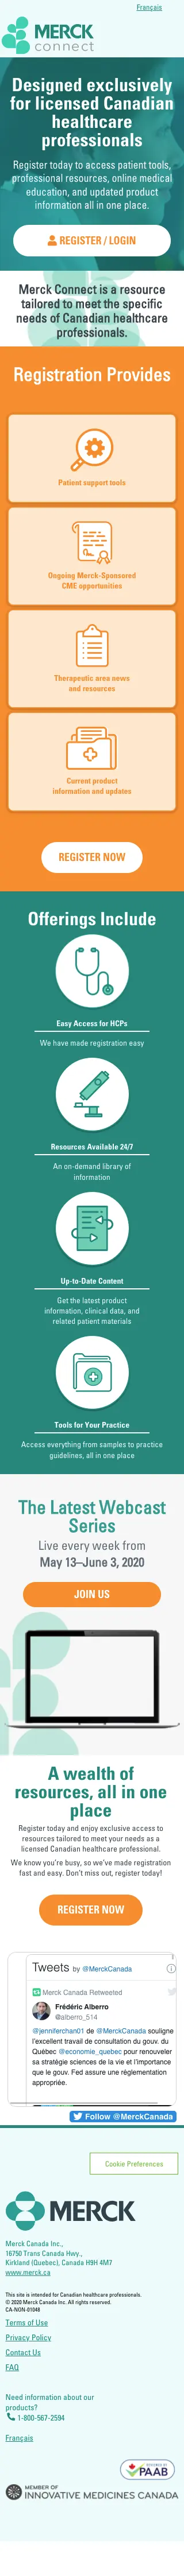 Français
MERCK
connect
Designed exclusively
for licensed Canadian
healthcare
professionals
Register today to access patient tools,
professional resources, online medical
education, and updated product
information all in one place.
REGISTER / LOGIN
Merck Connect is a resource
tailored to meet the specific
needs of Canadian healthcare
professionals.
Registration Provides
Patient support tools
Ongoing Merck-Sponsored
CME opportunities
Therapeutic area news
and resources
Current product
information and updates
REGISTER NOW
Offerings Include
Easy Access for HCPs
We have made registration easy
Resources Available 24/7
An on-demand library of
information
Up-to-Date Content
Get the latest product
information, clinical data, and
related patient materials
Tools for Your Practice
Access everything from samples to practice
guidelines, all in one place
The Latest Webcast
Series
Live every week from
May 13–June 3, 2020
JOIN US
A wealth of
resources, all in one
place
Register today and enjoy exclusive access to
resources tailored to meet your needs as a
licensed Canadian healthcare professional.
We know you're busy, so we've made registration
fast and easy. Don't miss out, register today!
REGISTER NOW
Tweets by @MerckCanada
Merck Canada Retweeted
Frédéric Alberro
@alberro_514
@jenniferchan01 de @MerckCanada souligne
l'excellent travail de consultation du gouv. du
Québec @economie_quebec pour renouveler
sa stratégie sciences de la vie et l'importance
que le gouv. Fed assure une réglementation
appropriée.
Follow @MerckCanada
Cookie Preferences
MERCK
Merck Canada Inc.,
16750 Trans Canada Hwy.,
Kirkland (Quebec), Canada H9H 4M7
www.merck.ca
This site is intended for Canadian healthcare professionals.
© 2020 Merck Canada Inc. All rights reserved.
CA-NON-01048
Terms of Use
Privacy Policy
Contact Us
FAQ
Need information about our
products?
1-800-567-2594
Français
PAAB
MEMBER OF
INNOVATIVE MEDICINES CANADA